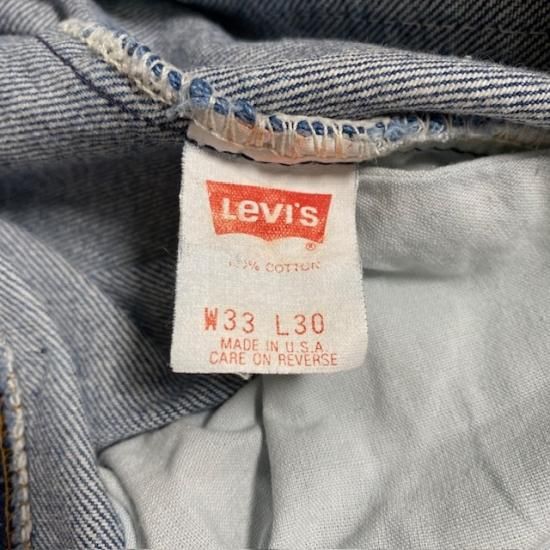 Levi's
®
% COTTON
W33 L30
MADE IN U.S.A
CARE ON REVERSE